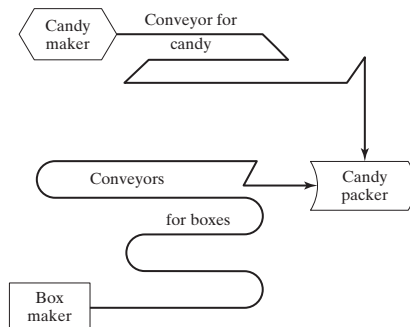 Candy
maker
Conveyor for
candy
Conveyors
for boxes
Candy
packer
Box
maker